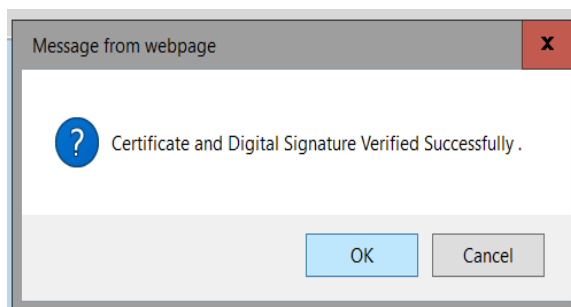 Message from webpage
x
?
Certificate and Digital Signature Verified Successfully .
OK
Cancel